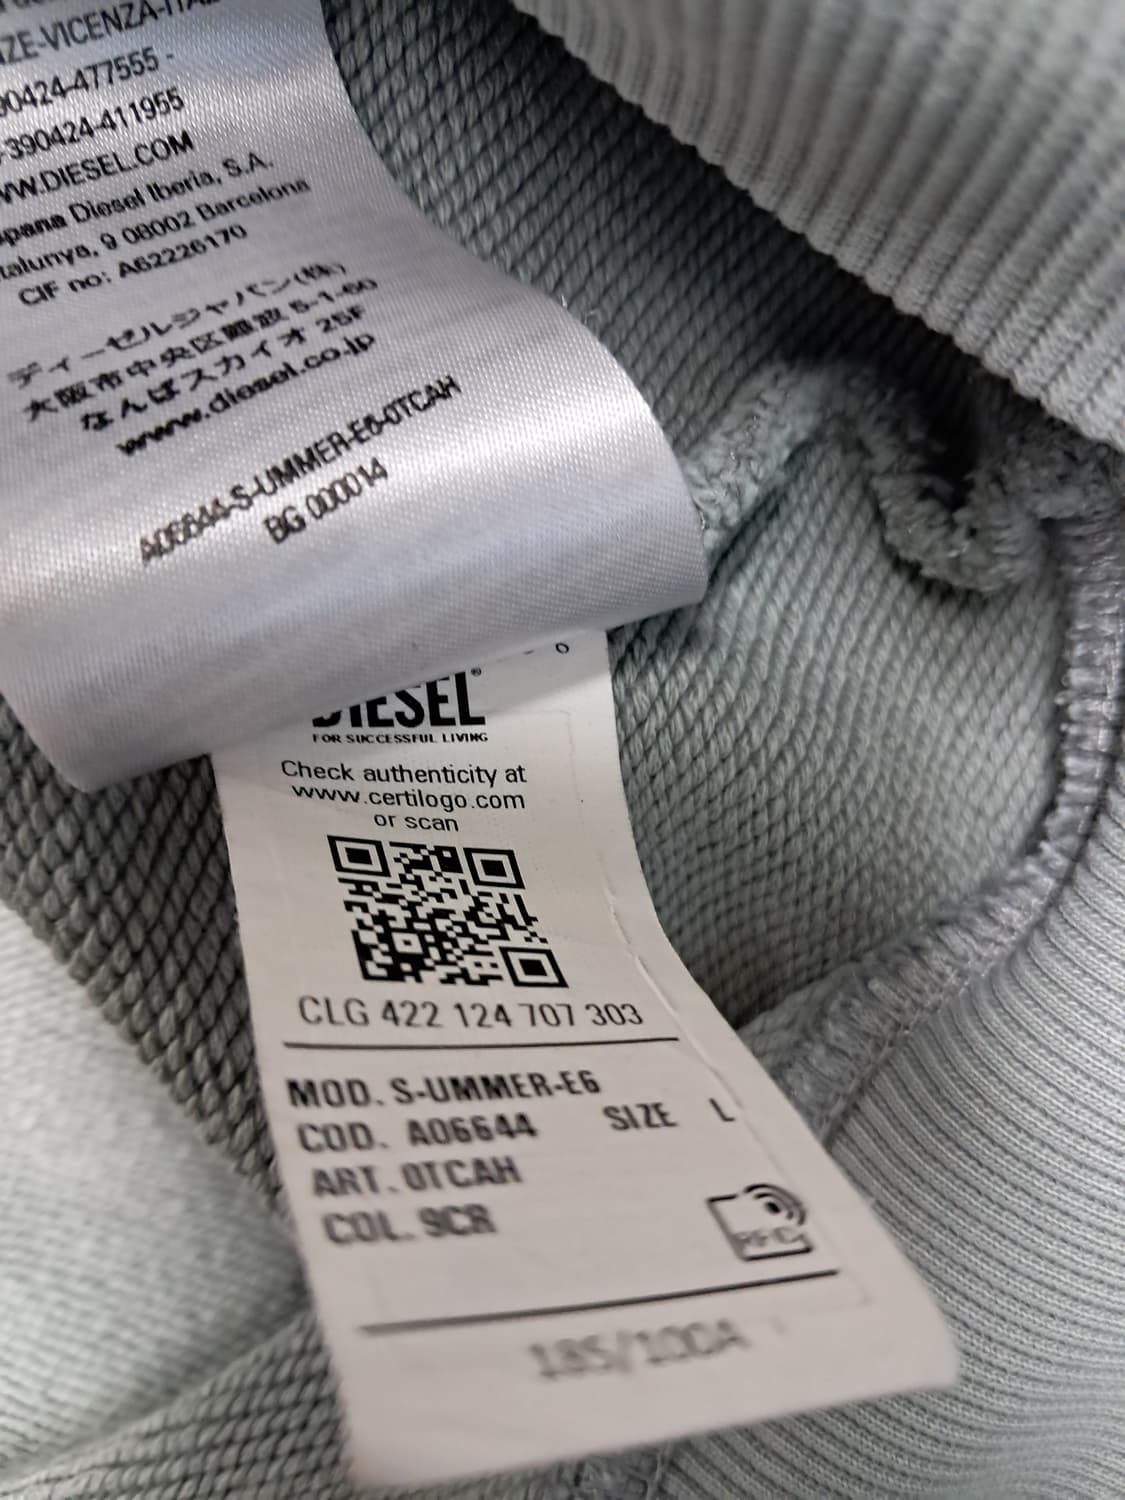 ZE-VICENZA-ITAL
90424-477555 -
-390424-411955
WW.DIESEL.COM
pana Diesel Iberia, S.A.
talunya, 9 08002 Barcelona
CIF no: A62226170
ディーゼルジャパン(株)
大阪市中央区難波 5-1-60
なんばスカイオ 25F
www.diesel.co.jp
A06644-S-UMMER-E6-0TCAH
BG 000014
DIESEL®
FOR SUCCESSFUL LIVING
Check authenticity at
www.certilogo.com
or scan
CLG 422 124 707 303
MOD. S-UMMER-E6
COD. A06644 SIZE L
ART. 0TCAH
COL. 9CR
RFID
185/100A